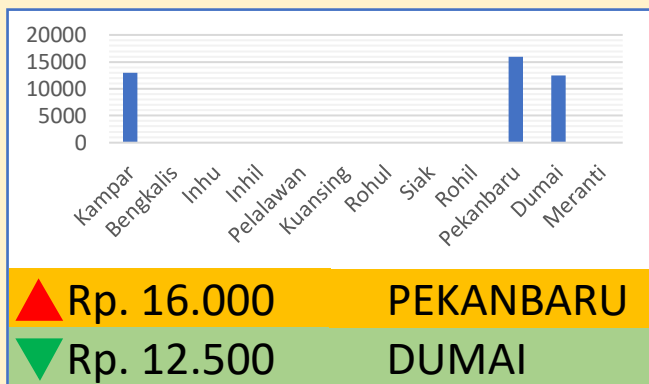 20000
15000
10000
5000
0
Kampar
Bengkalis
Inhu
Inhil
Pelalawan
Kuansing
Rohul
Siak
Rohil
Pekanbaru
Dumai
Meranti
Rp. 16.000 PEKANBARU
Rp. 12.500 DUMAI